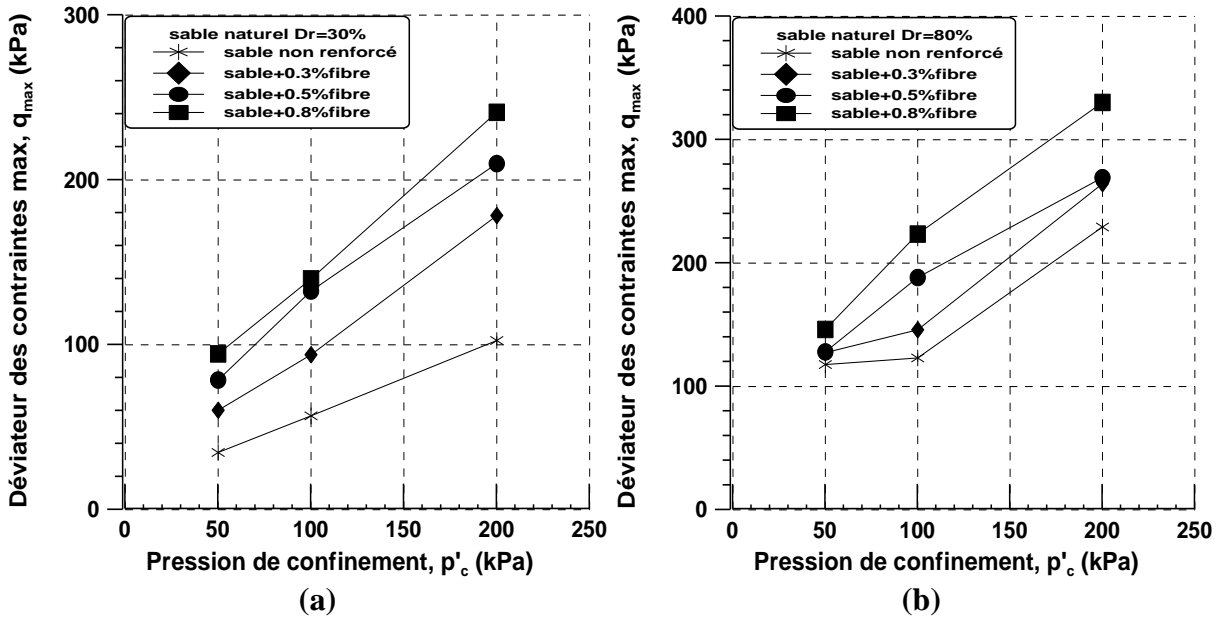 Déviateur des contraintes max, q_max (kPa)
300
200
100
0
sable naturel Dr=30%
sable non renforcé
sable+0.3%fibre
sable+0.5%fibre
sable+0.8%fibre
0 50 100 150 200 250
Pression de confinement, p'_c (kPa)
(a)
Déviateur des contraintes max, q_max (kPa)
400
300
200
100
0
sable naturel Dr=80%
sable non renforcé
sable+0.3%fibre
sable+0.5%fibre
sable+0.8%fibre
0 50 100 150 200 250
Pression de confinement, p'_c (kPa)
(b)